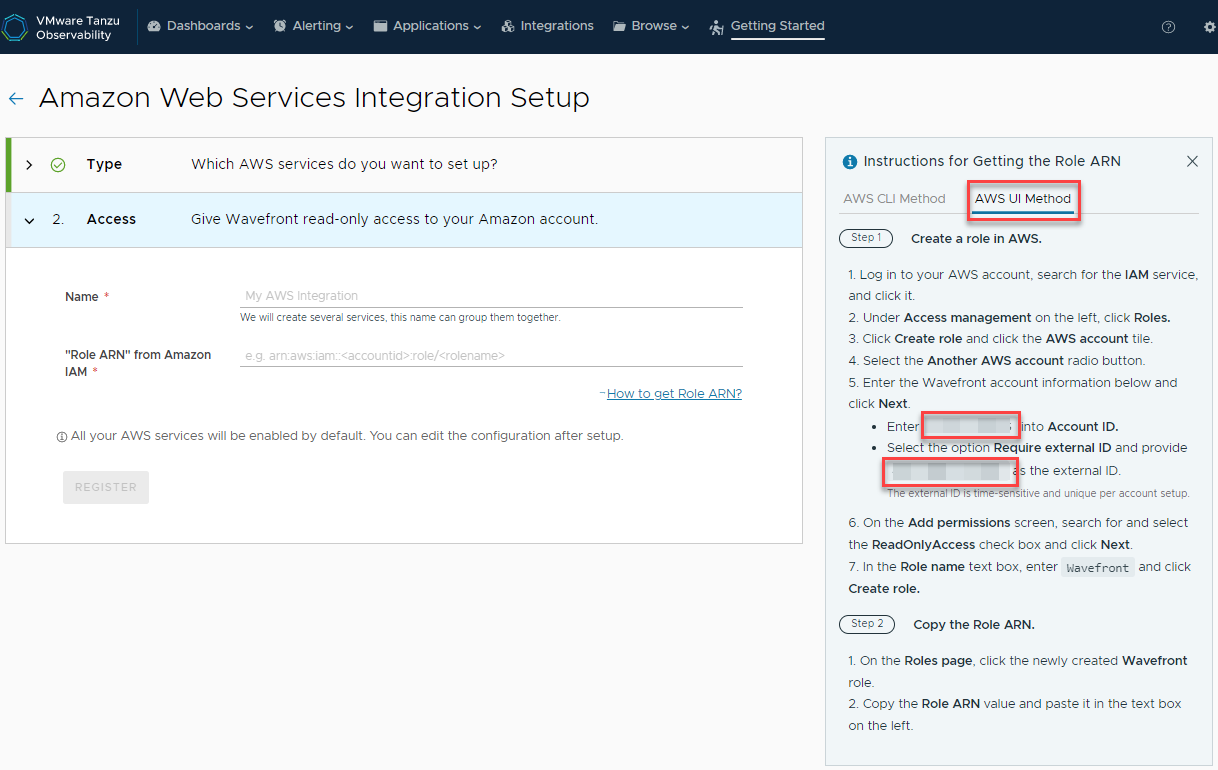 VMware Tanzu
Observability
Dashboards
Alerting
Applications
Integrations
Browse
Getting Started
Amazon Web Services Integration Setup
Type
Which AWS services do you want to set up?
2.
Access
Give Wavefront read-only access to your Amazon account.
Name *
My AWS Integration
We will create several services, this name can group them together.
"Role ARN" from Amazon
IAM *
e.g. arn:aws:iam::<accountid>:role/<rolename>
How to get Role ARN?
All your AWS services will be enabled by default. You can edit the configuration after setup.
REGISTER
Instructions for Getting the Role ARN
AWS CLI Method
AWS UI Method
Step 1
Create a role in AWS.
1. Log in to your AWS account, search for the IAM service,
and click it.
2. Under Access management on the left, click Roles.
3. Click Create role and click the AWS account tile.
4. Select the Another AWS account radio button.
5. Enter the Wavefront account information below and
click Next.
• Enter into Account ID.
• Select the option Require external ID and provide
as the external ID.
The external ID is time-sensitive and unique per account setup.
6. On the Add permissions screen, search for and select
the ReadOnlyAccess check box and click Next.
7. In the Role name text box, enter Wavefront and click
Create role.
Step 2
Copy the Role ARN.
1. On the Roles page, click the newly created Wavefront
role.
2. Copy the Role ARN value and paste it in the text box
on the left.